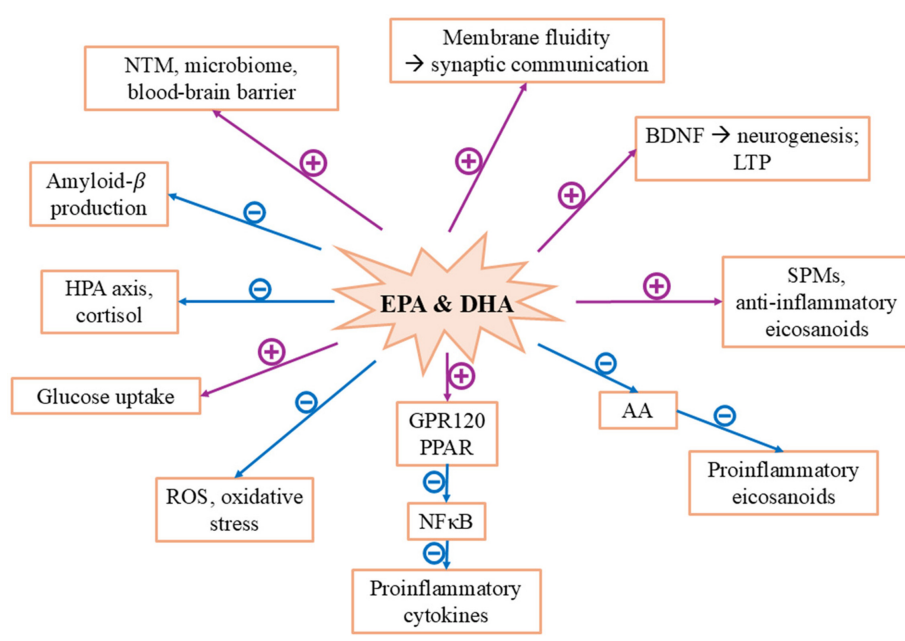 Membrane fluidity
→ synaptic communication
NTM, microbiome,
blood-brain barrier
BDNF → neurogenesis;
LTP
Amyloid-β
production
HPA axis,
cortisol
EPA & DHA
SPMs,
anti-inflammatory
eicosanoids
Glucose uptake
GPR120
PPAR
AA
ROS, oxidative
stress
NFκB
Proinflammatory
eicosanoids
Proinflammatory
cytokines